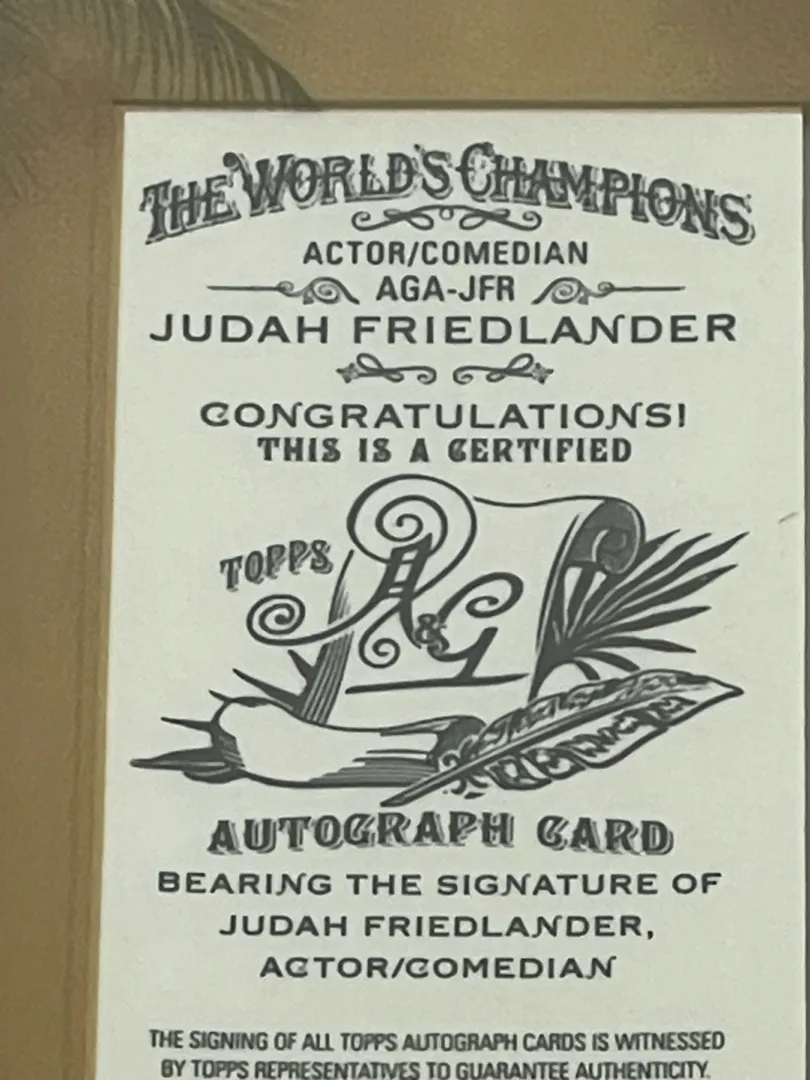 THE WORLD'S CHAMPIONS
ACTOR/COMEDIAN
AGA-JFR
JUDAH FRIEDLANDER
CONGRATULATIONS!
THIS IS A CERTIFIED
TOPPS
A&G
AUTOGRAPH CARD
BEARING THE SIGNATURE OF
JUDAH FRIEDLANDER,
ACTOR/COMEDIAN
THE SIGNING OF ALL TOPPS AUTOGRAPH CARDS IS WITNESSED
BY TOPPS REPRESENTATIVES TO GUARANTEE AUTHENTICITY.